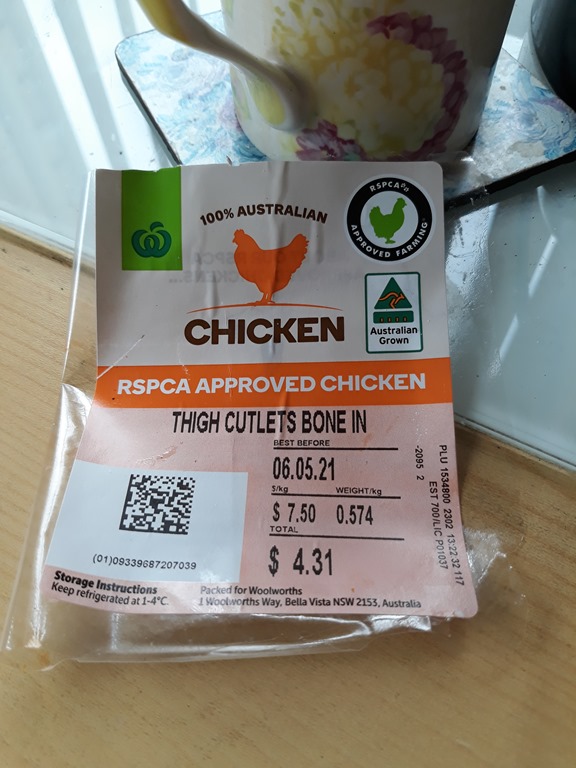 100% AUSTRALIAN
CHICKEN
RSPCA
APPROVED FARMING
Australian
Grown
RSPCA APPROVED CHICKEN
THIGH CUTLETS BONE IN
BEST BEFORE
06.05.21
$/kg WEIGHT/kg
$ 7.50 0.574
TOTAL
$ 4.31
PLU 1534800 2302 13:22:32 117
EST 700/LIC P01037
-2095 2
(01)09339687207039
Storage Instructions
Keep refrigerated at 1-4°C.
Packed for Woolworths
1 Woolworths Way, Bella Vista NSW 2153, Australia